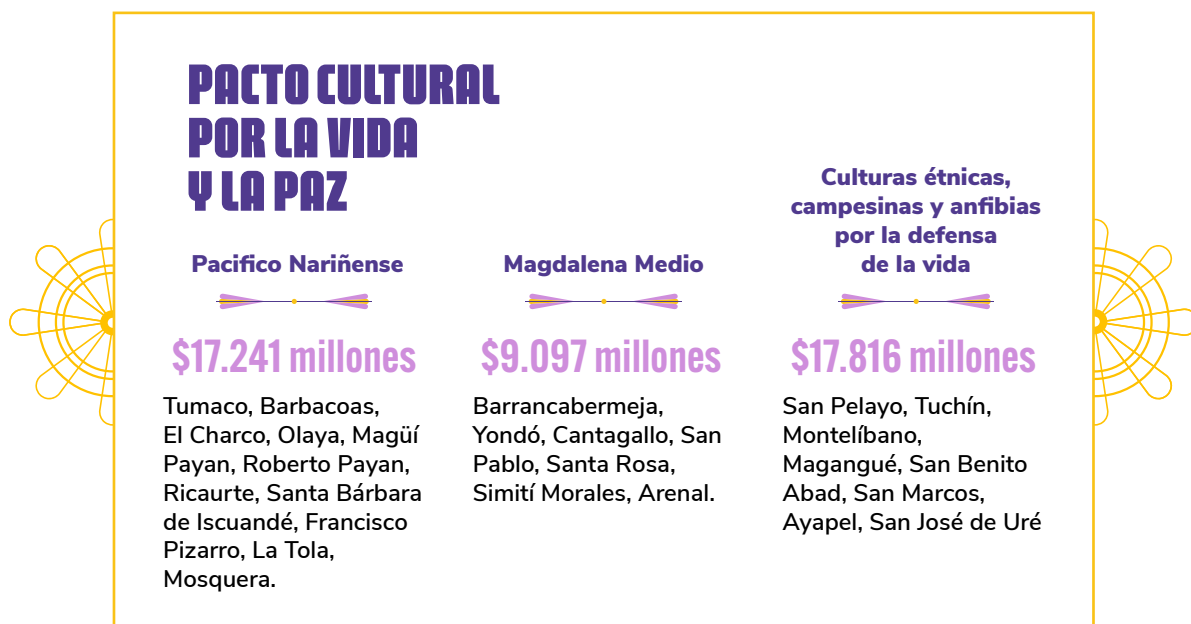 PACTO CULTURAL
POR LA VIDA
Y LA PAZ
Pacifico Nariñense
$17.241 millones
Tumaco, Barbacoas,
El Charco, Olaya, Magüí
Payan, Roberto Payan,
Ricaurte, Santa Bárbara
de Iscuandé, Francisco
Pizarro, La Tola,
Mosquera.
Magdalena Medio
$9.097 millones
Barrancabermeja,
Yondó, Cantagallo, San
Pablo, Santa Rosa,
Simití Morales, Arenal.
Culturas étnicas,
campesinas y anfibias
por la defensa
de la vida
$17.816 millones
San Pelayo, Tuchín,
Montelíbano,
Magangué, San Benito
Abad, San Marcos,
Ayapel, San José de Uré